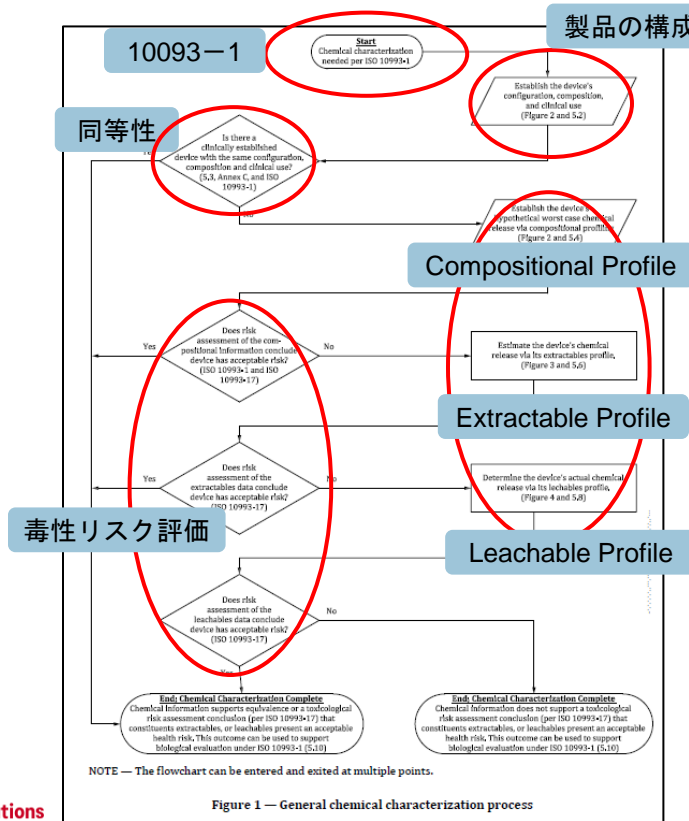 製品の構成
10093－1
Start
Chemical characterization
needed per ISO 10993-1
Establish the device's
configuration, composition,
and clinical use
(Figure 2 and 5.2)
同等性
Is there a
clinically established
device with the same configuration,
composition and clinical use?
(5.3, Annex C, and ISO
10993-1)
Yes
No
Establish the device's
hypothetical worst case chemical
release via compositional profiling
(Figure 2 and 5.4)
Compositional Profile
Does risk
assessment of the com-
positional information conclude
device has acceptable risk?
(ISO 10993-1 and ISO
10993-17)
Yes
No
Estimate the device's chemical
release via its extractables profile.
(Figure 3 and 5.6)
Extractable Profile
Does risk
assessment of the
extractables data conclude
device has acceptable risk?
(ISO 10993-17)
Yes
No
Determine the device's actual chemical
release via its lechables profile.
(Figure 4 and 5.8)
毒性リスク評価
Leachable Profile
Does risk
assessment of the
leachables data conclude
device has acceptable risk?
(ISO 10993-17)
No
Yes
End: Chemical Characterization Complete
Chemical information supports equivalence or a toxicological
risk assessment conclusion (per ISO 10993-17) that
constituents extractables, or leachables present an acceptable
health risk. This outcome can be used to support
biological evaluation under ISO 10993-1 (5.10)
End: Chemical Characterization Complete
Chemical information does not support a toxicological
risk assessment conclusion (per ISO 10993-17) that
constituents extractables, or leachables present an acceptable
health risk. This outcome can be used to support
biological evaluation under ISO 10993-1 (5.10)
NOTE — The flowchart can be entered and exited at multiple points.
Figure 1 — General chemical characterization process
tions